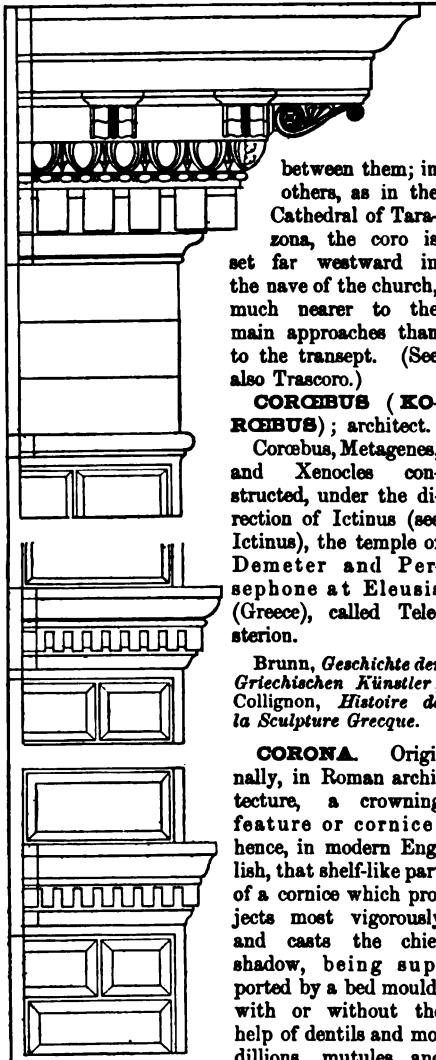 between them; in
others, as in the
Cathedral of Tara-
zona, the coro is
set far westward in
the nave of the church,
much nearer to the
main approaches than
to the transept. (See
also Trascoro.)
CORŒBUS (KO-
RŒBUS); architect.
Corœbus, Metagenes,
and Xenocles con-
structed, under the di-
rection of Ictinus (see
Ictinus), the temple of
Demeter and Per-
sephone at Eleusis
(Greece), called Tele
sterion.
Brunn, Geschichte der
Griechischen Künstler
Collignon, Histoire de
la Sculpture Grecque.
CORONA. Origi
nally, in Roman archi
tecture, a crowning
feature or cornice
hence, in modern Eng
lish, that shelf-like part
of a cornice which pro
jects most vigorously
and casts the chief
shadow, being sup
ported by a bed mould
with or without the
help of dentils and mo
dillions, mutules, and